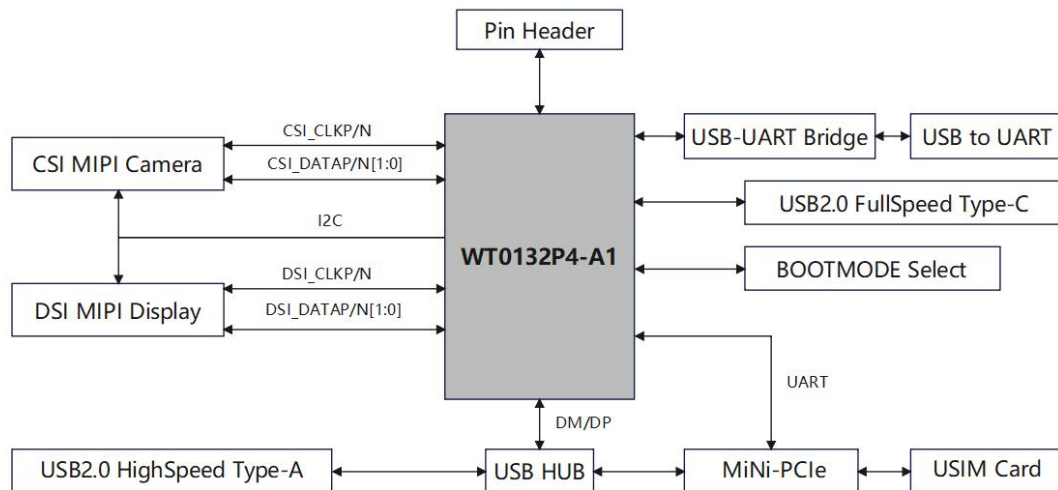 Pin Header
CSI_CLKP/N
USB-UART Bridge
USB to UART
CSI MIPI Camera
CSI_DATAP/N[1:0]
USB2.0 FullSpeed Type-C
I2C
WT0132P4-A1
BOOTMODE Select
DSI_CLKP/N
DSI MIPI Display
DSI_DATAP/N[1:0]
UART
DM/DP
USB2.0 HighSpeed Type-A
USB HUB
MiNi-PCIe
USIM Card